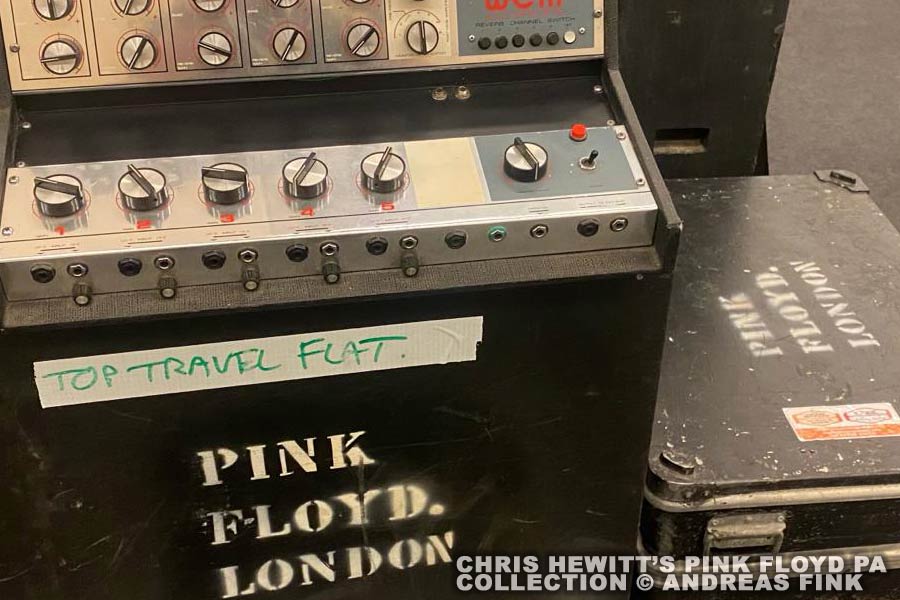 wem
REVERB CHANNEL SWITCH
1 2 3 4 5
TOP TRAVEL FLAT.
PINK
FLOYD.
LONDON
PINK
FLOYD.
LONDON
CHRIS HEWITT'S PINK FLOYD PA
COLLECTION © ANDREAS FINK